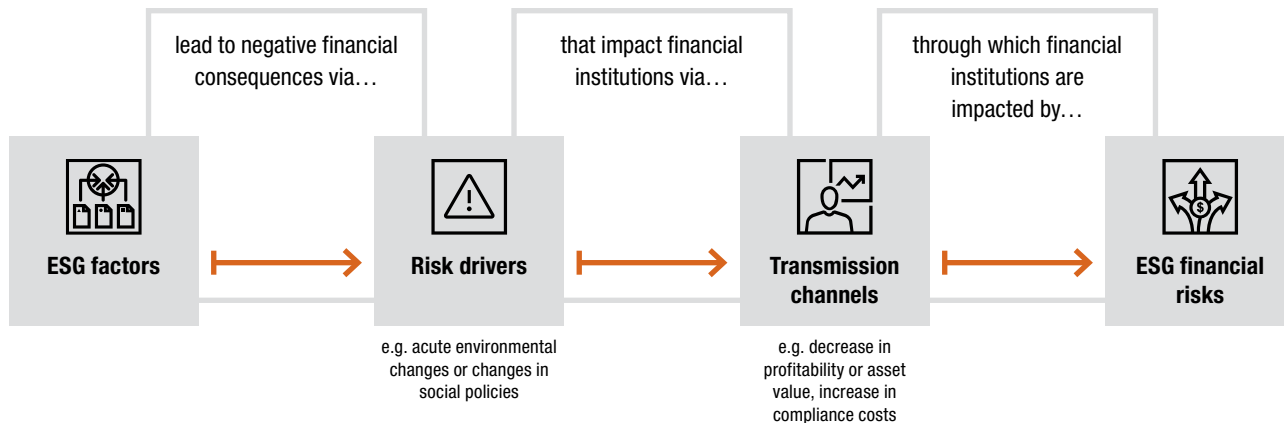 lead to negative financial
consequences via…
that impact financial
institutions via…
through which financial
institutions are
impacted by…
ESG factors
Risk drivers
Transmission
channels
ESG financial
risks
e.g. acute environmental
changes or changes in
social policies
e.g. decrease in
profitability or asset
value, increase in
compliance costs